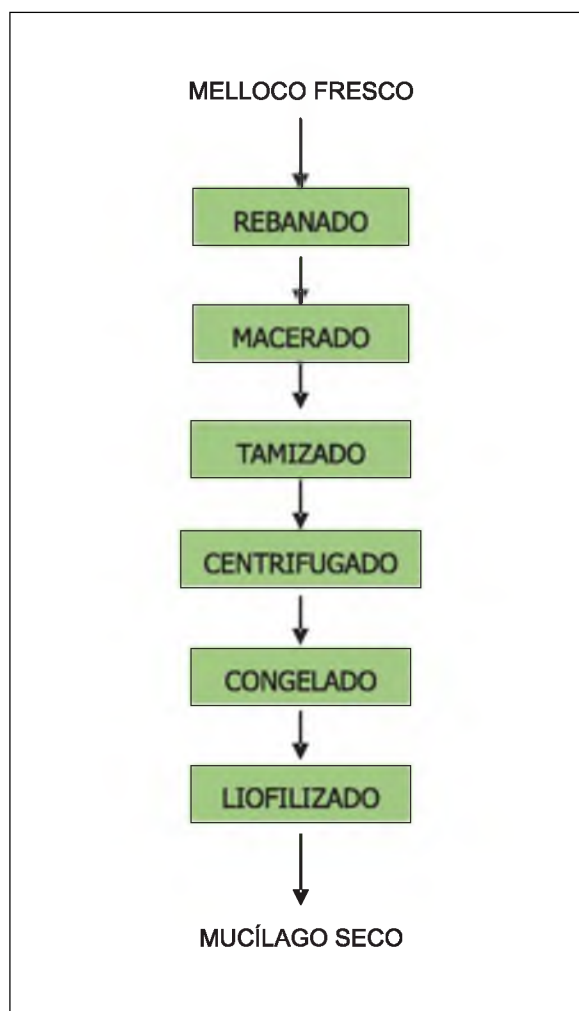 MELLOCO FRESCO
REBANADO
MACERADO
TAMIZADO
CENTRIFUGADO
CONGELADO
LIOFILIZADO
MUCÍLAGO SECO